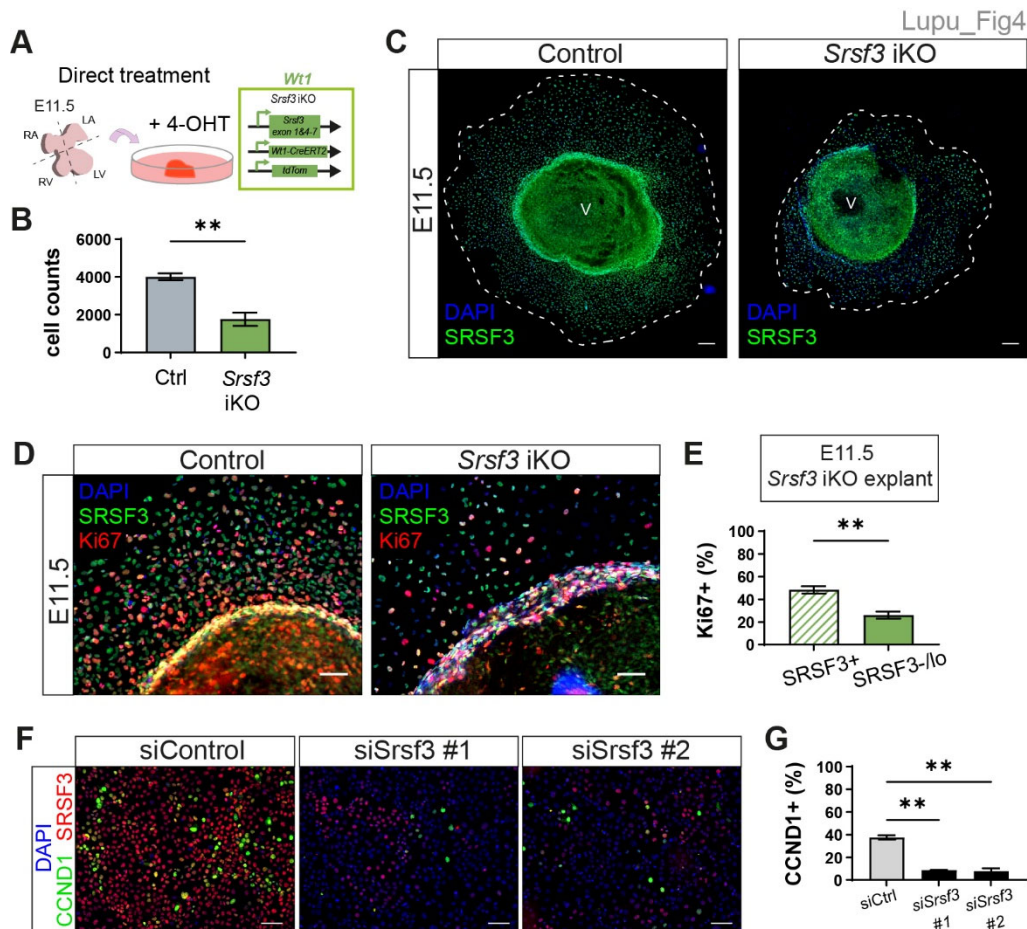 Lupu_Fig4
A
Direct treatment
E11.5
RA
LA
RV
LV
+ 4-OHT
Wt1
Srsf3 iKO
Srsf3
exon 1&4-7
Wt1-CreERT2
tdTom
B
**
cell counts
6000
4000
2000
0
Ctrl
Srsf3
iKO
C
Control
Srsf3 iKO
E11.5
V
DAPI
SRSF3
V
DAPI
SRSF3
D
Control
Srsf3 iKO
E11.5
DAPI
SRSF3
Ki67
DAPI
SRSF3
Ki67
E
E11.5
Srsf3 iKO explant
**
Ki67+ (%)
100
80
60
40
20
0
SRSF3+
SRSF3-/lo
F
siControl
siSrsf3 #1
siSrsf3 #2
DAPI
CCND1 SRSF3
G
**
**
CCND1+ (%)
100
80
60
40
20
0
siCtrl
siSrsf3
#1
siSrsf3
#2